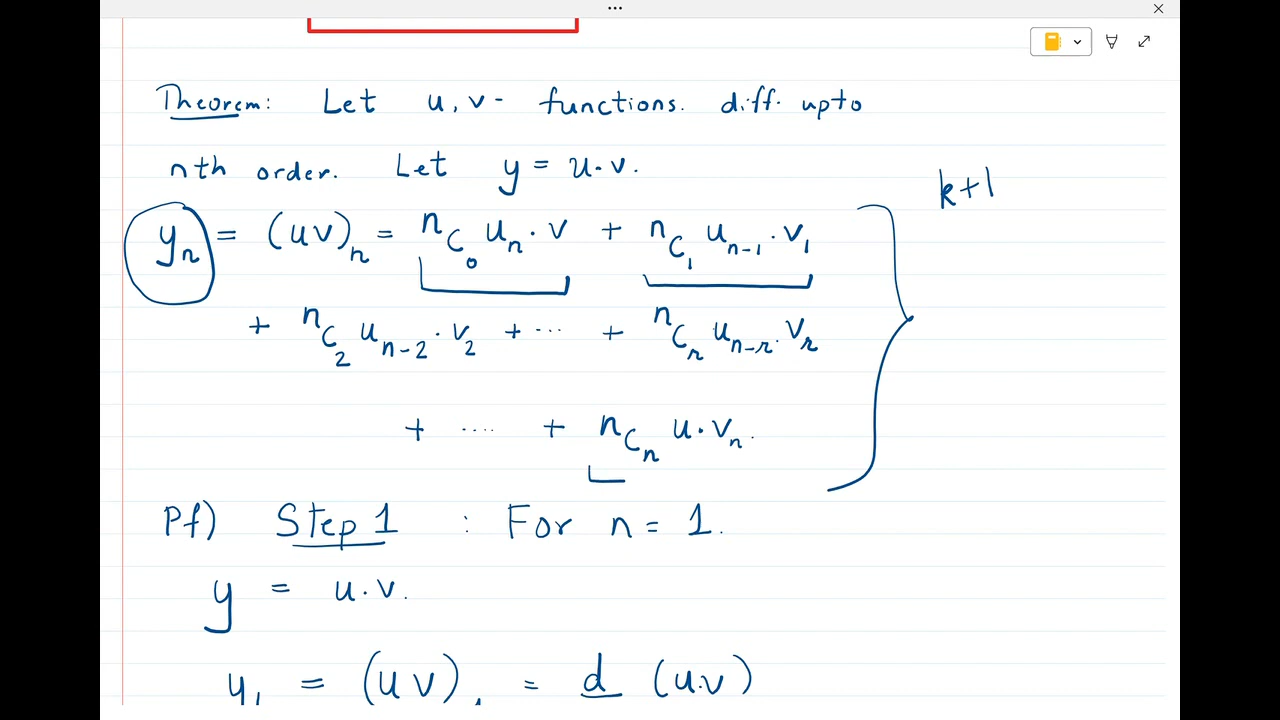 Theorem: Let u, v - functions. diff. upto
nth order. Let y = u·v.
k+1
yₙ = (uv)ₙ = nC₀ uₙ · v + nC₁ uₙ₋₁ · v₁
+ nC₂ uₙ₋₂ · v₂ + ··· + nCᵣ uₙ₋ᵣ · vᵣ
+ ···· + nCₙ u · vₙ.
Pf) Step 1 : For n = 1.
y = u · v.
y₁ = (uv)₁ = d (u.v)